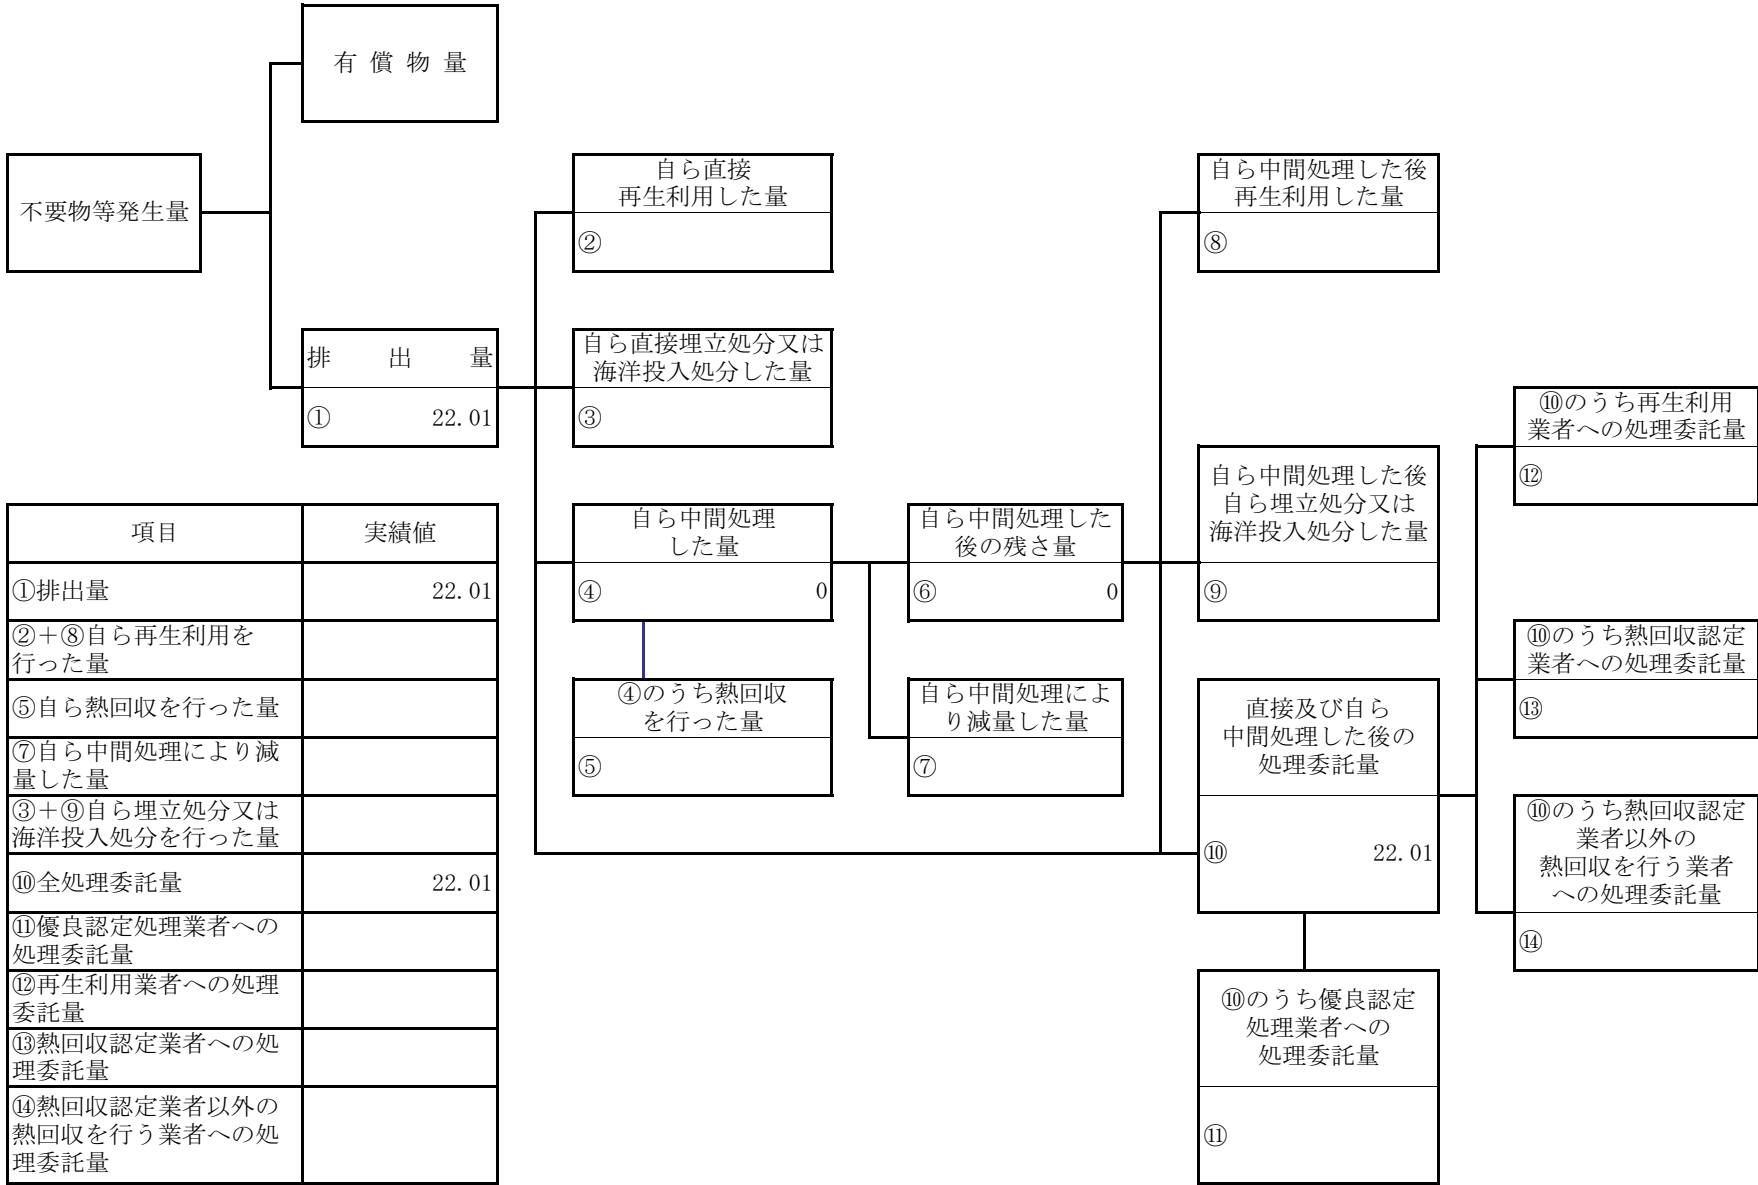 有償物量
不要物等発生量
自ら直接
再生利用した量
②
自ら中間処理した後
再生利用した量
⑧
排出量
① 22.01
自ら直接埋立処分又は
海洋投入処分した量
③
⑩のうち再生利用
業者への処理委託量
⑫
自ら中間処理
した量
④ 0
自ら中間処理した
後の残さ量
⑥ 0
自ら中間処理した後
自ら埋立処分又は
海洋投入処分した量
⑨
⑩のうち熱回収認定
業者への処理委託量
⑬
④のうち熱回収
を行った量
⑤
自ら中間処理によ
り減量した量
⑦
直接及び自ら
中間処理した後の
処理委託量
⑩ 22.01
⑩のうち熱回収認定
業者以外の
熱回収を行う業者
への処理委託量
⑭
⑩のうち優良認定
処理業者への
処理委託量
⑪
項目 実績値
①排出量 22.01
②＋⑧自ら再生利用を
行った量
⑤自ら熱回収を行った量
⑦自ら中間処理により減
量した量
③＋⑨自ら埋立処分又は
海洋投入処分を行った量
⑩全処理委託量 22.01
⑪優良認定処理業者への
処理委託量
⑫再生利用業者への処理
委託量
⑬熱回収認定業者への処
理委託量
⑭熱回収認定業者以外の
熱回収を行う業者への処
理委託量